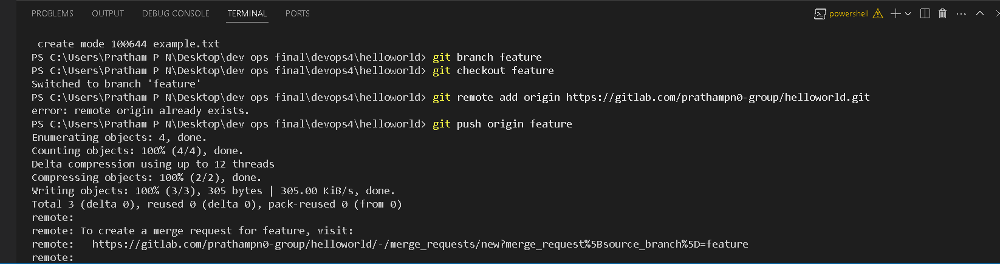 PROBLEMS OUTPUT DEBUG CONSOLE TERMINAL PORTS powershell
create mode 100644 example.txt
PS C:\Users\Pratham P N\Desktop\dev ops final\devops4\helloworld> git branch feature
PS C:\Users\Pratham P N\Desktop\dev ops final\devops4\helloworld> git checkout feature
Switched to branch 'feature'
PS C:\Users\Pratham P N\Desktop\dev ops final\devops4\helloworld> git remote add origin https://gitlab.com/prathampn0-group/helloworld.git
error: remote origin already exists.
PS C:\Users\Pratham P N\Desktop\dev ops final\devops4\helloworld> git push origin feature
Enumerating objects: 4, done.
Counting objects: 100% (4/4), done.
Delta compression using up to 12 threads
Compressing objects: 100% (2/2), done.
Writing objects: 100% (3/3), 305 bytes | 305.00 KiB/s, done.
Total 3 (delta 0), reused 0 (delta 0), pack-reused 0 (from 0)
remote:
remote: To create a merge request for feature, visit:
remote:   https://gitlab.com/prathampn0-group/helloworld/-/merge_requests/new?merge_request%5Bsource_branch%5D=feature
remote: